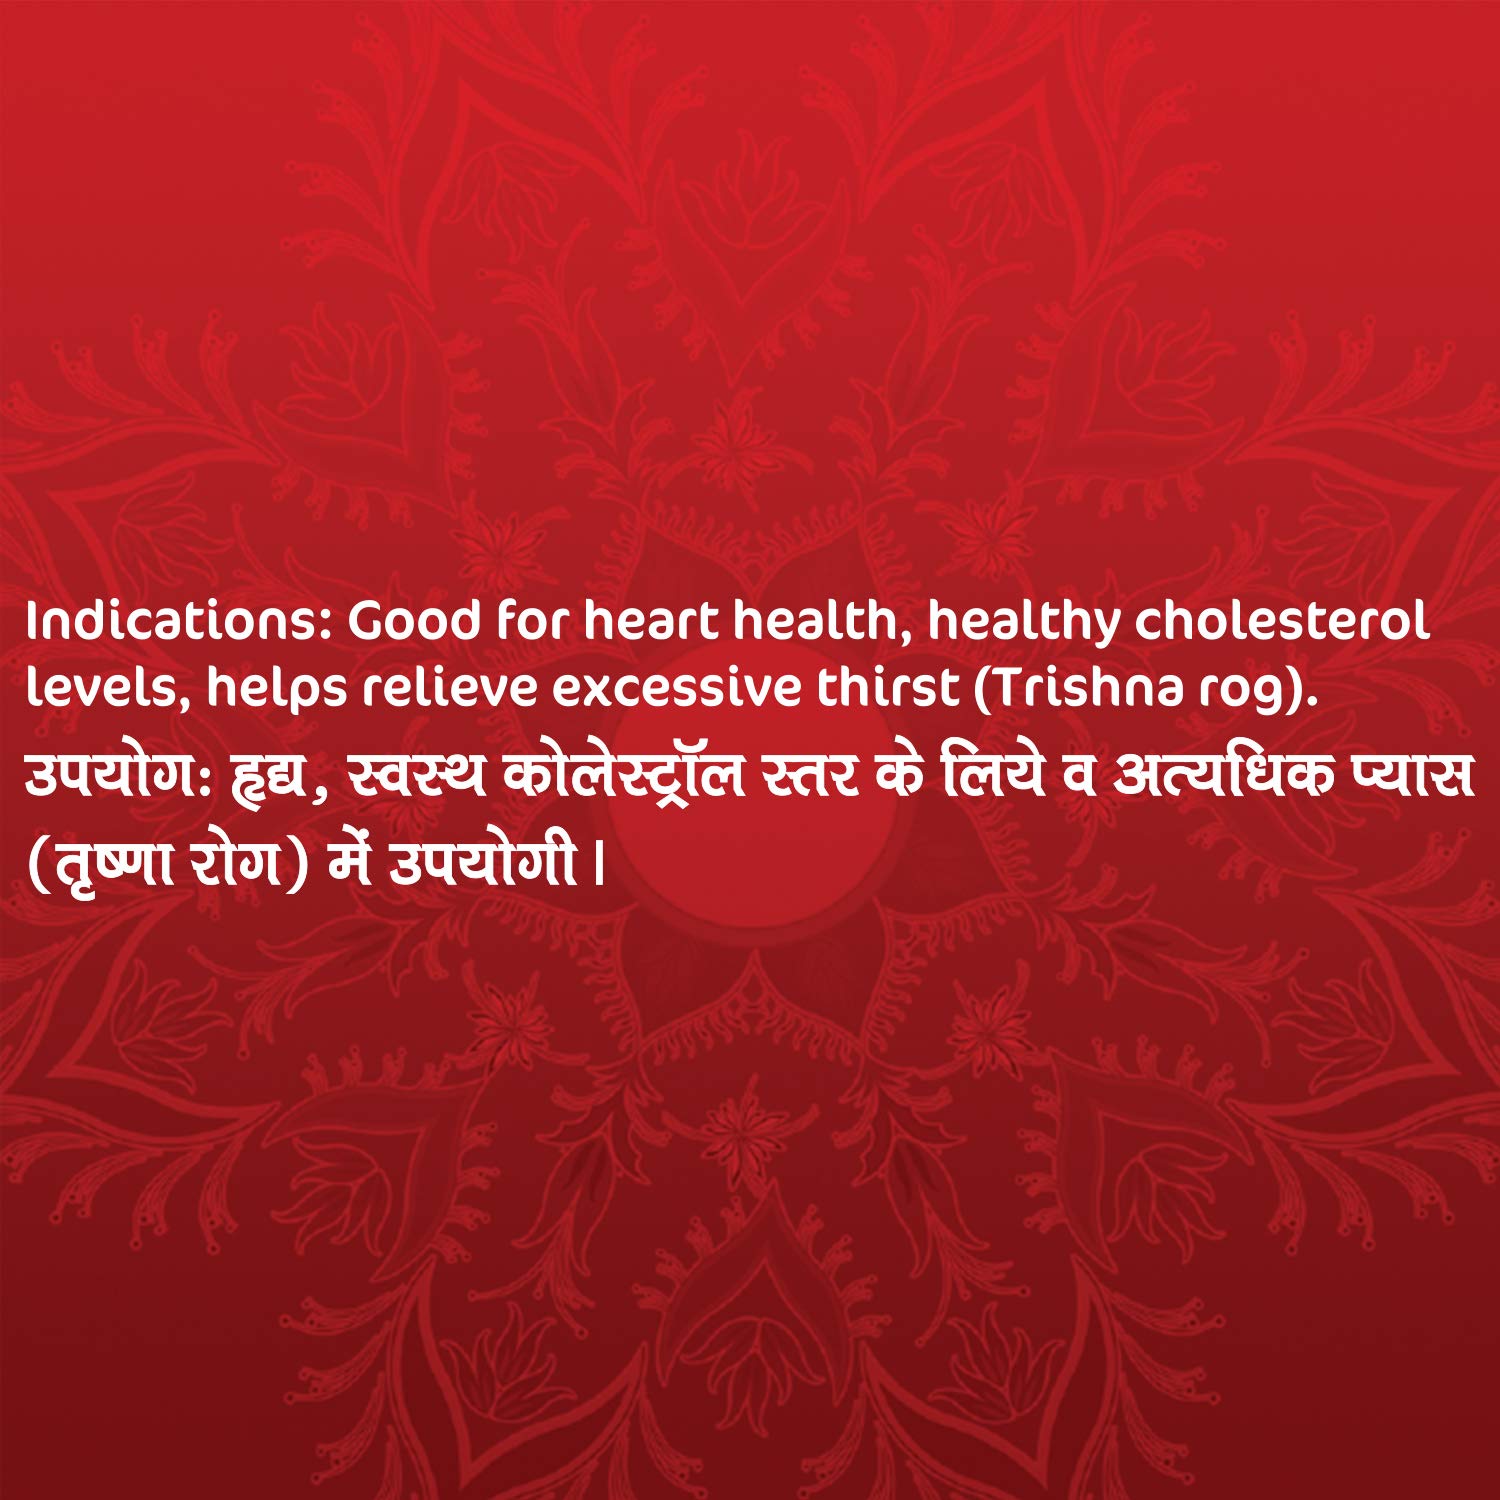 Indications: Good for heart health, healthy cholesterol
levels, helps relieve excessive thirst (Trishna rog).
उपयोग: हृद्य, स्वस्थ कोलेस्ट्रॉल स्तर के लिये व अत्यधिक प्यास
(तृष्णा रोग) में उपयोगी।